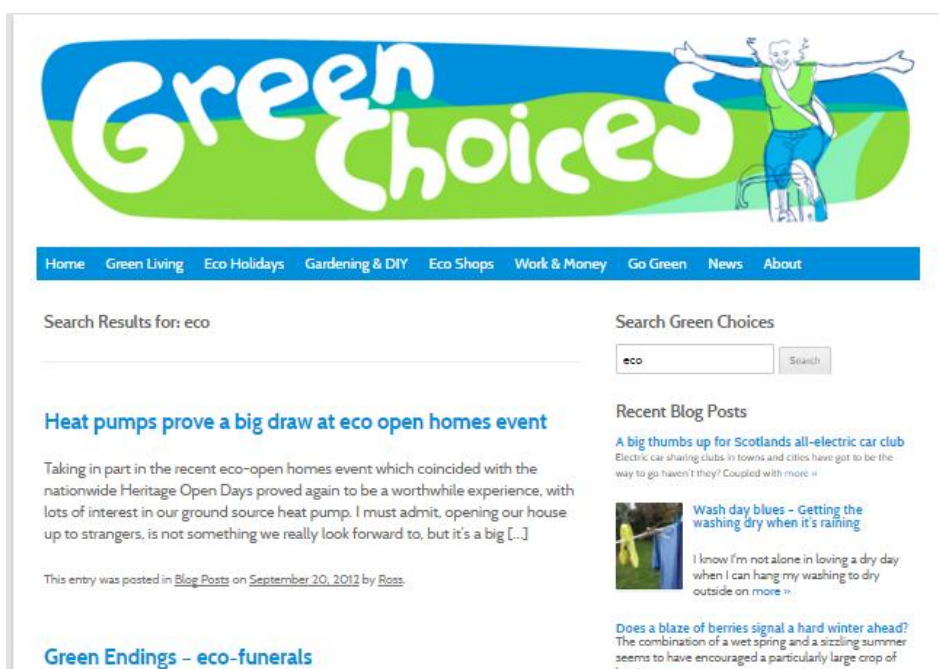 Green
Choices
Home Green Living Eco Holidays Gardening & DIY Eco Shops Work & Money Go Green News About
Search Results for: eco
Heat pumps prove a big draw at eco open homes event
Taking in part in the recent eco-open homes event which coincided with the
nationwide Heritage Open Days proved again to be a worthwhile experience, with
lots of interest in our ground source heat pump. I must admit, opening our house
up to strangers, is not something we really look forward to, but it's a big [...]
This entry was posted in Blog Posts on September 20, 2012 by Ross.
Green Endings – eco-funerals
Search Green Choices
eco
Search
Recent Blog Posts
A big thumbs up for Scotlands all-electric car club
Electric car sharing clubs in towns and cities have got to be the
way to go haven't they? Coupled with more »
Wash day blues – Getting the
washing dry when it's raining
I know I'm not alone in loving a dry day
when I can hang my washing to dry
outside on more »
Does a blaze of berries signal a hard winter ahead?
The combination of a wet spring and a sizzling summer
seems to have encouraged a particularly large crop of